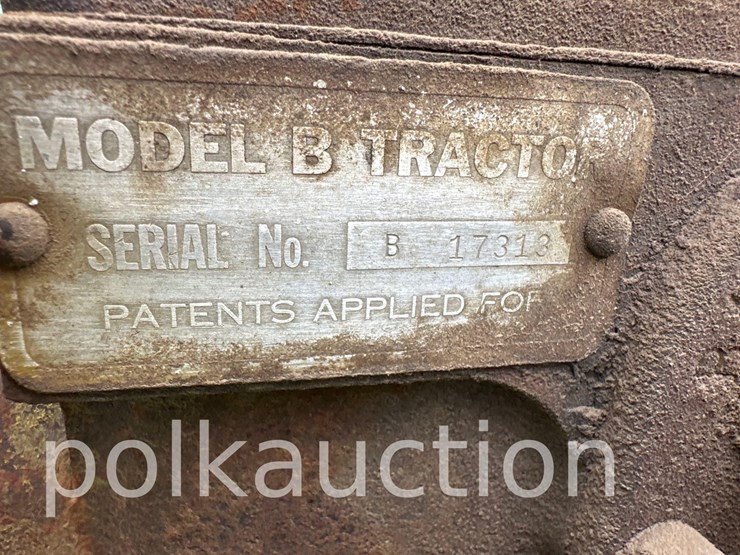 MODEL B TRACTOR
SERIAL No. B 17313
PATENTS APPLIED FOR
polkauction